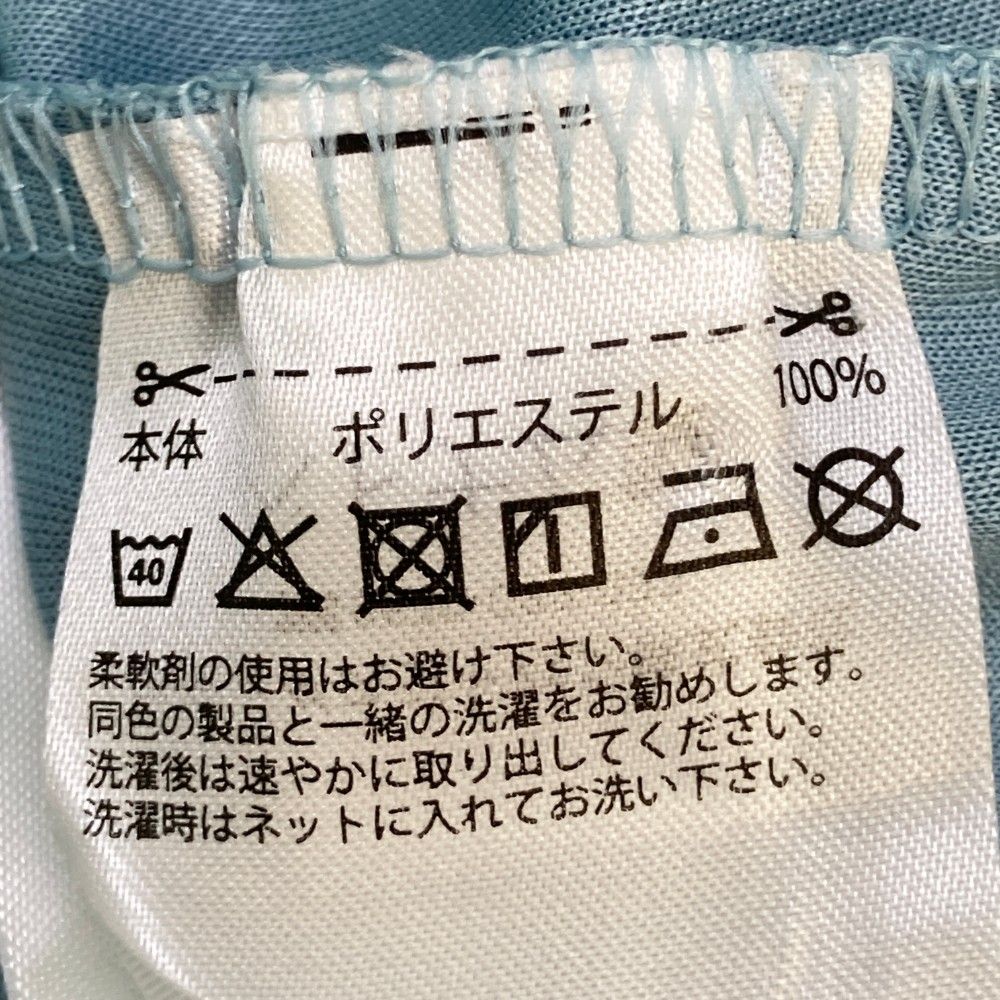 本体 ポリエステル 100%
40
柔軟剤の使用はお避け下さい。
同色の製品と一緒の洗濯をお勧めします。
洗濯後は速やかに取り出してください。
洗濯時はネットに入れてお洗い下さい。